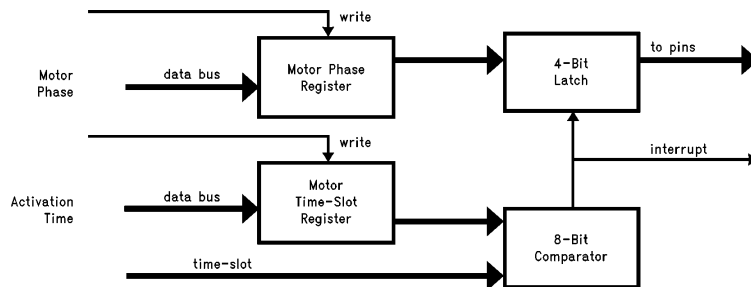 write
Motor
Phase
data bus
Motor Phase
Register
4-Bit
Latch
to pins
write
interrupt
Activation
Time
data bus
Motor
Time-Slot
Register
8-Bit
Comparator
time-slot